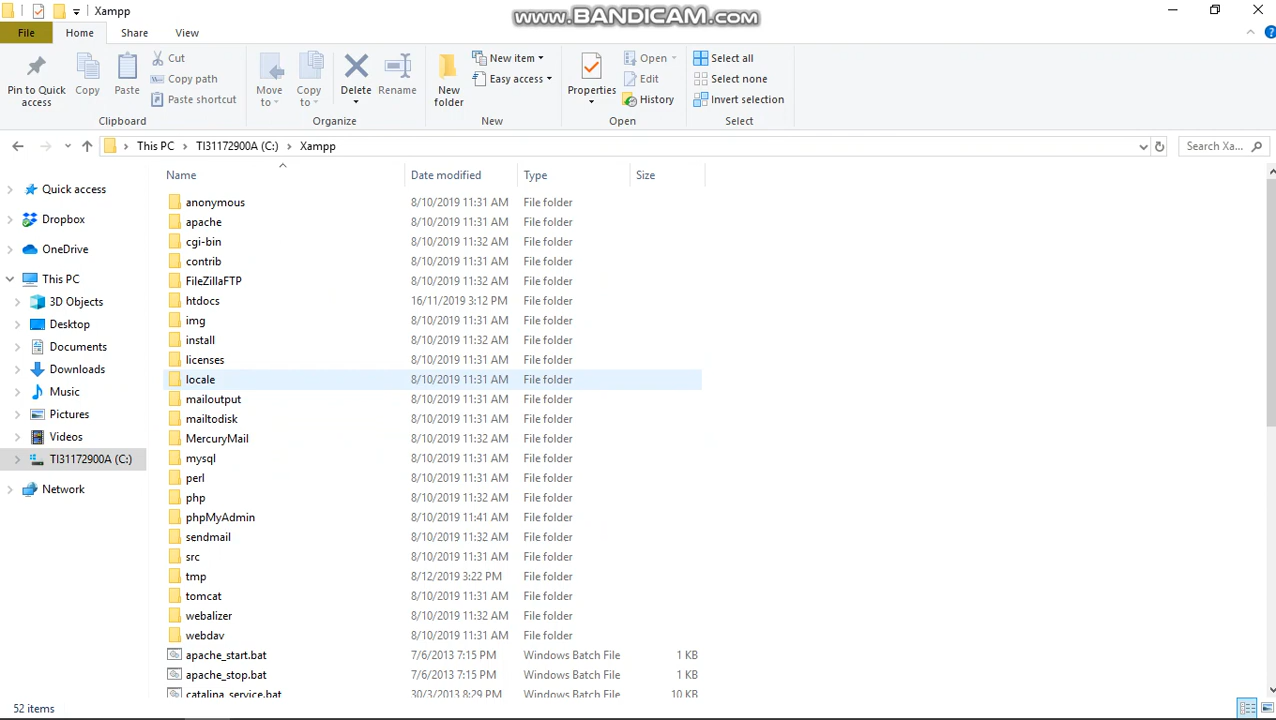 Xampp
www.BANDICAM.com
File Home Share View
Pin to Quick access
Copy
Paste
Cut
Copy path
Paste shortcut
Clipboard
Move to
Copy to
Delete
Rename
Organize
New folder
New item
Easy access
New
Properties
Open
Edit
History
Open
Select all
Select none
Invert selection
Select
This PC > TI31172900A (C:) > Xampp
Search Xa...
Quick access
Dropbox
OneDrive
This PC
3D Objects
Desktop
Documents
Downloads
Music
Pictures
Videos
TI31172900A (C:)
Network
Name Date modified Type Size
anonymous 8/10/2019 11:31 AM File folder
apache 8/10/2019 11:31 AM File folder
cgi-bin 8/10/2019 11:32 AM File folder
contrib 8/10/2019 11:31 AM File folder
FileZillaFTP 8/10/2019 11:32 AM File folder
htdocs 16/11/2019 3:12 PM File folder
img 8/10/2019 11:31 AM File folder
install 8/10/2019 11:32 AM File folder
licenses 8/10/2019 11:31 AM File folder
locale 8/10/2019 11:31 AM File folder
mailoutput 8/10/2019 11:31 AM File folder
mailtodisk 8/10/2019 11:31 AM File folder
MercuryMail 8/10/2019 11:32 AM File folder
mysql 8/10/2019 11:31 AM File folder
perl 8/10/2019 11:31 AM File folder
php 8/10/2019 11:32 AM File folder
phpMyAdmin 8/10/2019 11:41 AM File folder
sendmail 8/10/2019 11:32 AM File folder
src 8/10/2019 11:31 AM File folder
tmp 8/12/2019 3:22 PM File folder
tomcat 8/10/2019 11:31 AM File folder
webalizer 8/10/2019 11:32 AM File folder
webdav 8/10/2019 11:31 AM File folder
apache_start.bat 7/6/2013 7:15 PM Windows Batch File 1 KB
apache_stop.bat 7/6/2013 7:15 PM Windows Batch File 1 KB
catalina_service.bat 30/3/2013 8:29 PM Windows Batch File 10 KB
52 items